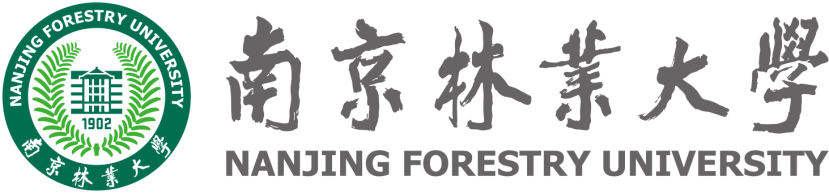 NANJING FORESTRY UNIVERSITY
1902
南京林業大學
南京林業大學
NANJING FORESTRY UNIVERSITY